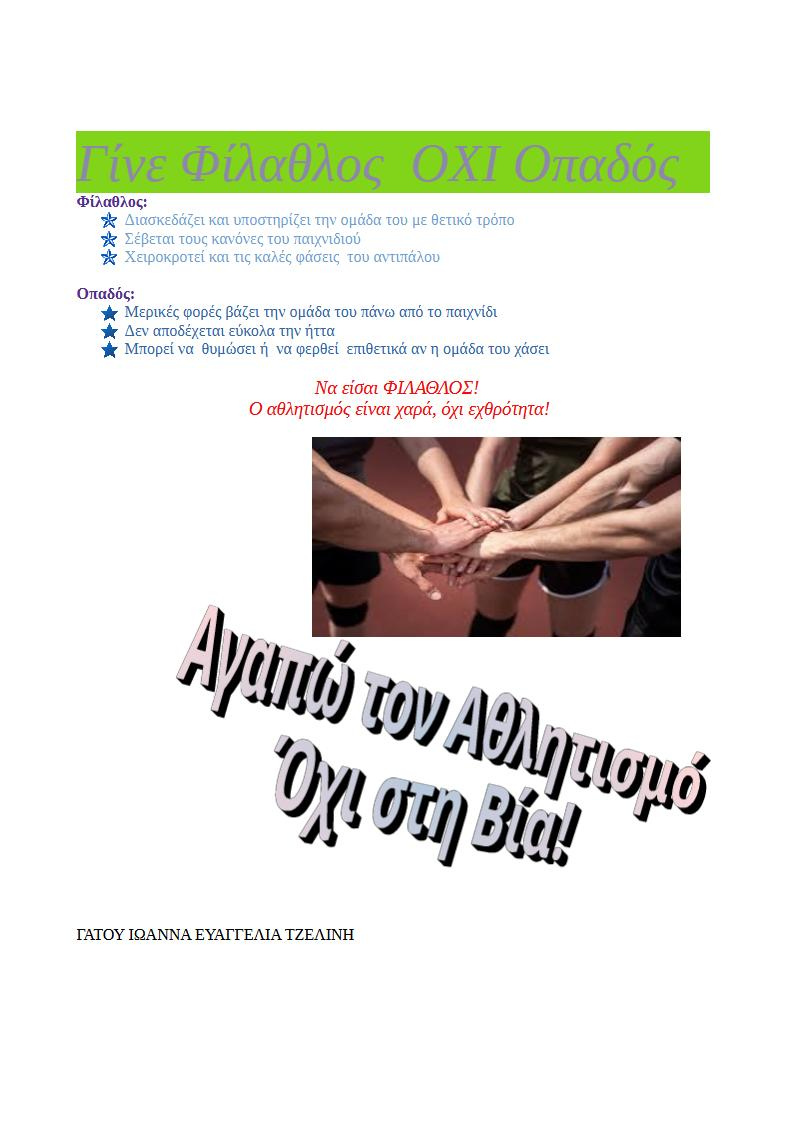 Γίνε Φίλαθλος  ΟΧΙ Οπαδός
Φίλαθλος:
Διασκεδάζει και υποστηρίζει την ομάδα του με θετικό τρόπο
Σέβεται τους κανόνες του παιχνιδιού
Χειροκροτεί και τις καλές φάσεις  του αντιπάλου
Οπαδός:
Μερικές φορές βάζει την ομάδα του πάνω από το παιχνίδι
Δεν αποδέχεται εύκολα την ήττα
Μπορεί να  θυμώσει ή  να φερθεί  επιθετικά αν η ομάδα του χάσει
Να είσαι ΦΙΛΑΘΛΟΣ!
Ο αθλητισμός είναι χαρά, όχι εχθρότητα!
Αγαπώ τον Αθλητισμό
Όχι στη Βία!
ΓΑΤΟΥ ΙΩΑΝΝΑ ΕΥΑΓΓΕΛΙΑ ΤΖΕΛΙΝΗ